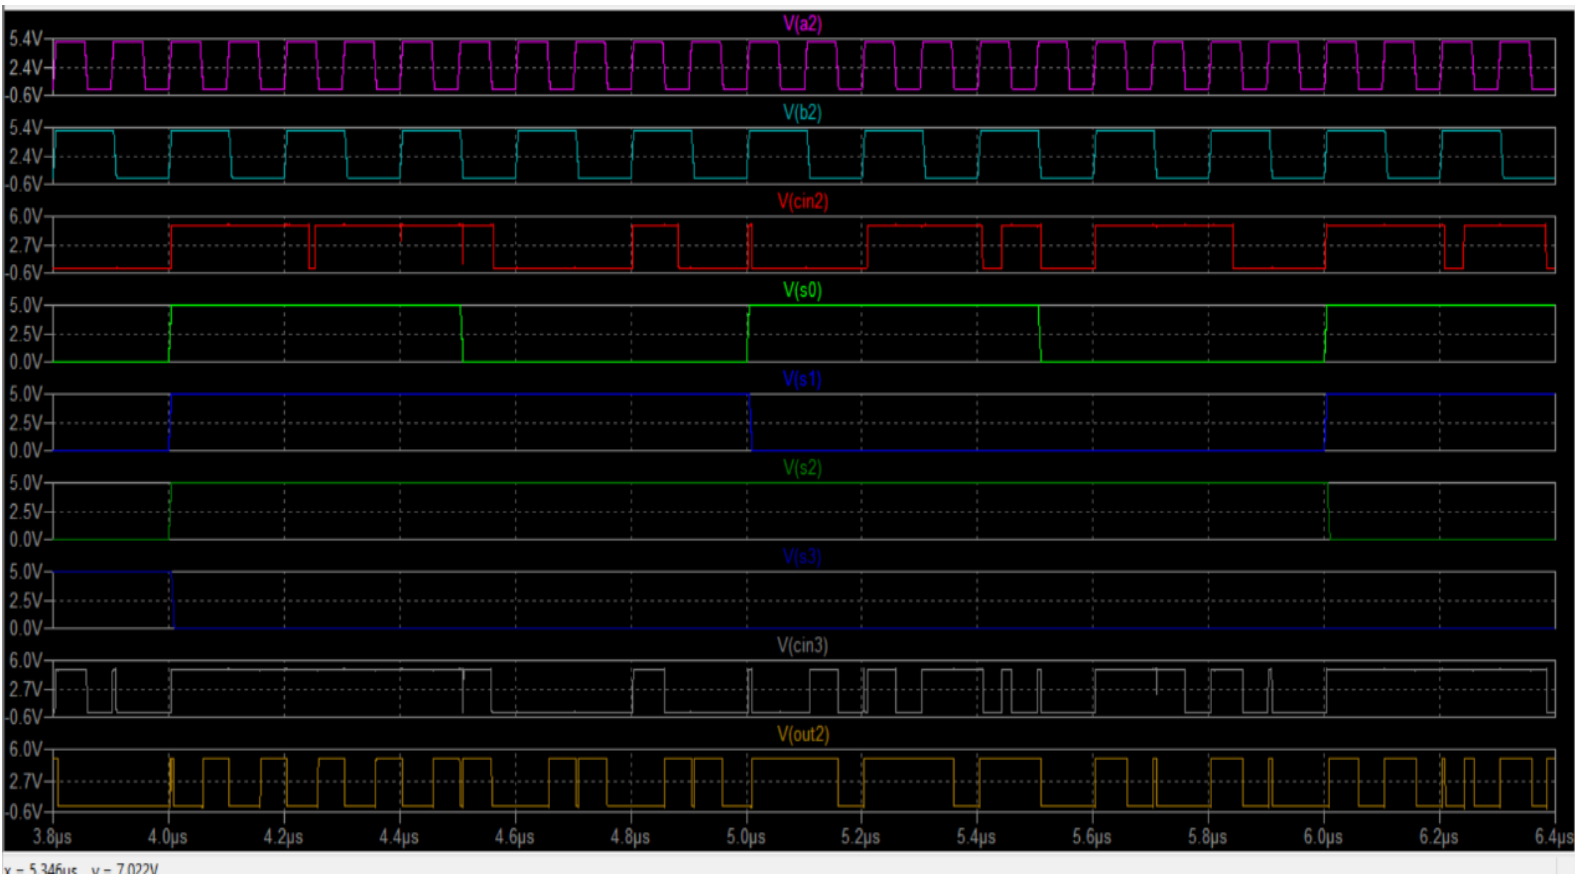 V(a2)
5.4V
2.4V
-0.6V
V(b2)
5.4V
2.4V
-0.6V
V(cin2)
6.0V
2.7V
-0.6V
V(s0)
5.0V
2.5V
0.0V
V(s1)
5.0V
2.5V
0.0V
V(s2)
5.0V
2.5V
0.0V
V(s3)
5.0V
2.5V
0.0V
V(cin3)
6.0V
2.7V
-0.6V
V(out2)
6.0V
2.7V
-0.6V
3.8µs 4.0µs 4.2µs 4.4µs 4.6µs 4.8µs 5.0µs 5.2µs 5.4µs 5.6µs 5.8µs 6.0µs 6.2µs 6.4µs
x = 5.346µs y = 7.022V